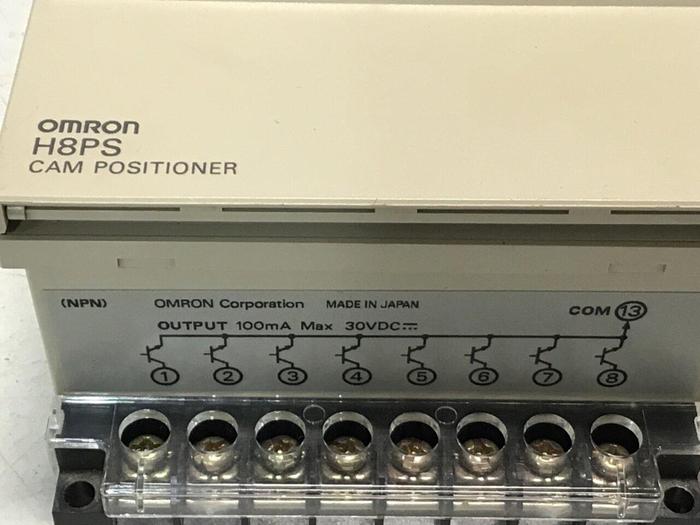 OMRON
H8PS
CAM POSITIONER
(NPN) OMRON Corporation MADE IN JAPAN
COM 13
OUTPUT 100mA Max 30VDC
1 2 3 4 5 6 7 8